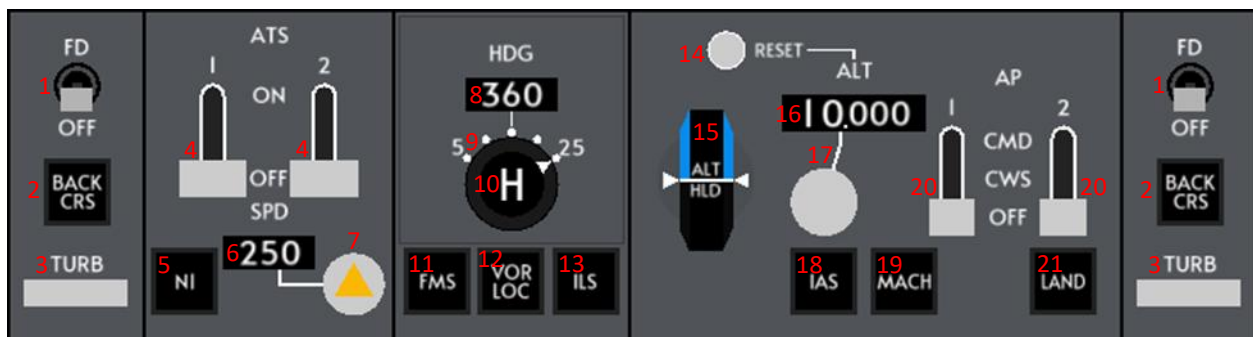 FD
1
OFF
2 BACK
CRS
3 TURB
ATS
1 2
ON
4 4
OFF
SPD
6 250
7
5 N1
HDG
8 360
9
5 25
10 H
11 FMS
12 VOR
LOC
13 ILS
14 RESET
ALT
15
16 10.000
17
ALT
HLD
AP
1 2
CMD
CWS
20 20
OFF
18 IAS
19 MACH
21 LAND
FD
1
OFF
2 BACK
CRS
3 TURB